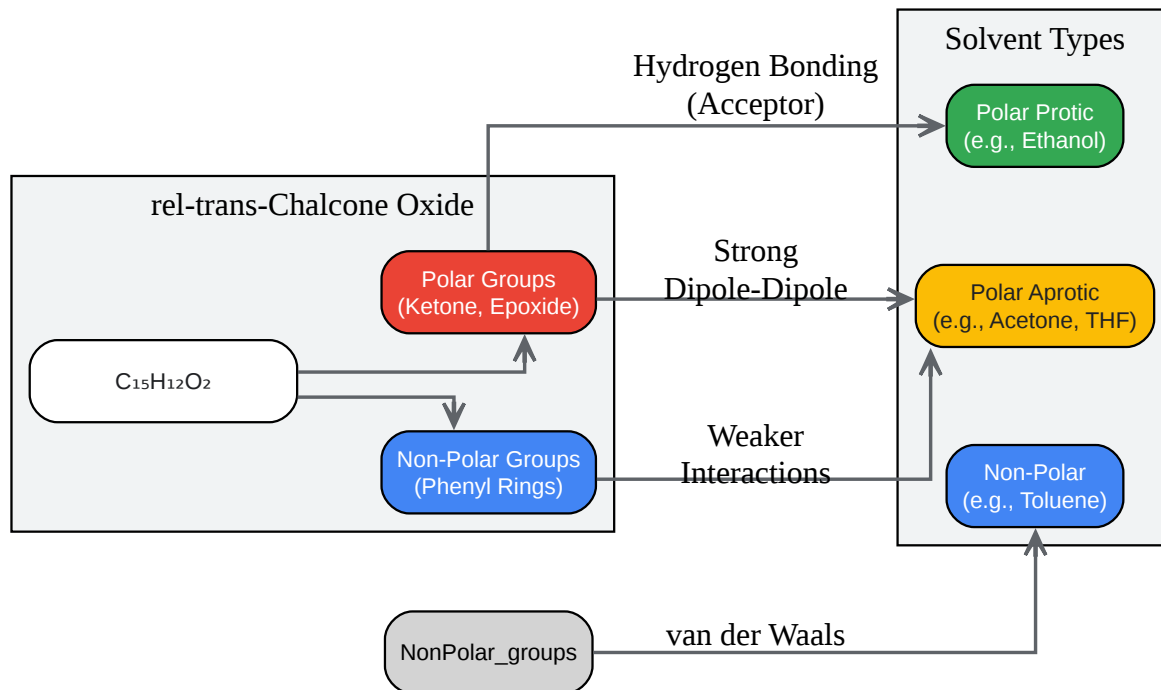 Solvent Types
Hydrogen Bonding
(Acceptor)
Polar Protic
(e.g., Ethanol)
rel-trans-Chalcone Oxide
Polar Groups
(Ketone, Epoxide)
Strong
Dipole-Dipole
Polar Aprotic
(e.g., Acetone, THF)
C₁₅H₁₂O₂
Non-Polar Groups
(Phenyl Rings)
Weaker
Interactions
Non-Polar
(e.g., Toluene)
NonPolar_groups
van der Waals